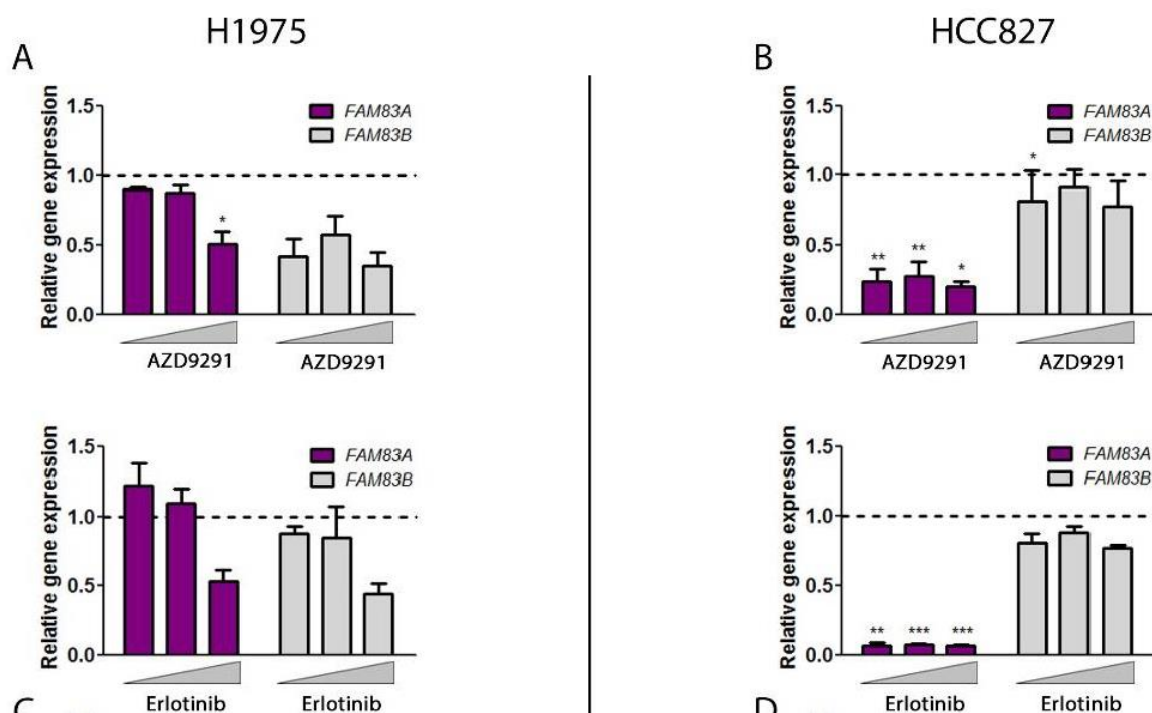 H1975
HCC827
A
Relative gene expression
1.5
1.0
0.5
0.0
FAM83A
FAM83B
*
AZD9291
AZD9291
B
Relative gene expression
1.5
1.0
0.5
0.0
FAM83A
FAM83B
**
**
*
*
AZD9291
AZD9291
Relative gene expression
1.5
1.0
0.5
0.0
FAM83A
FAM83B
Erlotinib
Erlotinib
Relative gene expression
1.5
1.0
0.5
0.0
FAM83A
FAM83B
**
***
***
Erlotinib
Erlotinib
C
D